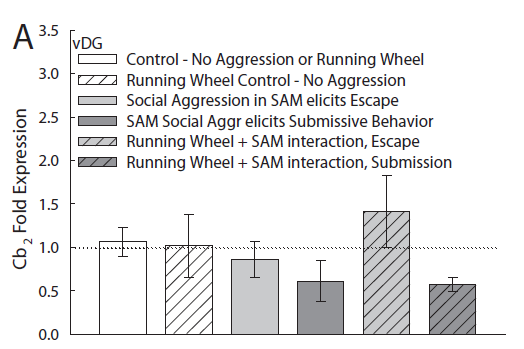 A
vDG
Control - No Aggression or Running Wheel
Running Wheel Control - No Aggression
Social Aggression in SAM elicits Escape
SAM Social Aggr elicits Submissive Behavior
Running Wheel + SAM interaction, Escape
Running Wheel + SAM interaction, Submission
Cb2 Fold Expression
3.5
3.0
2.5
2.0
1.5
1.0
0.5
0.0